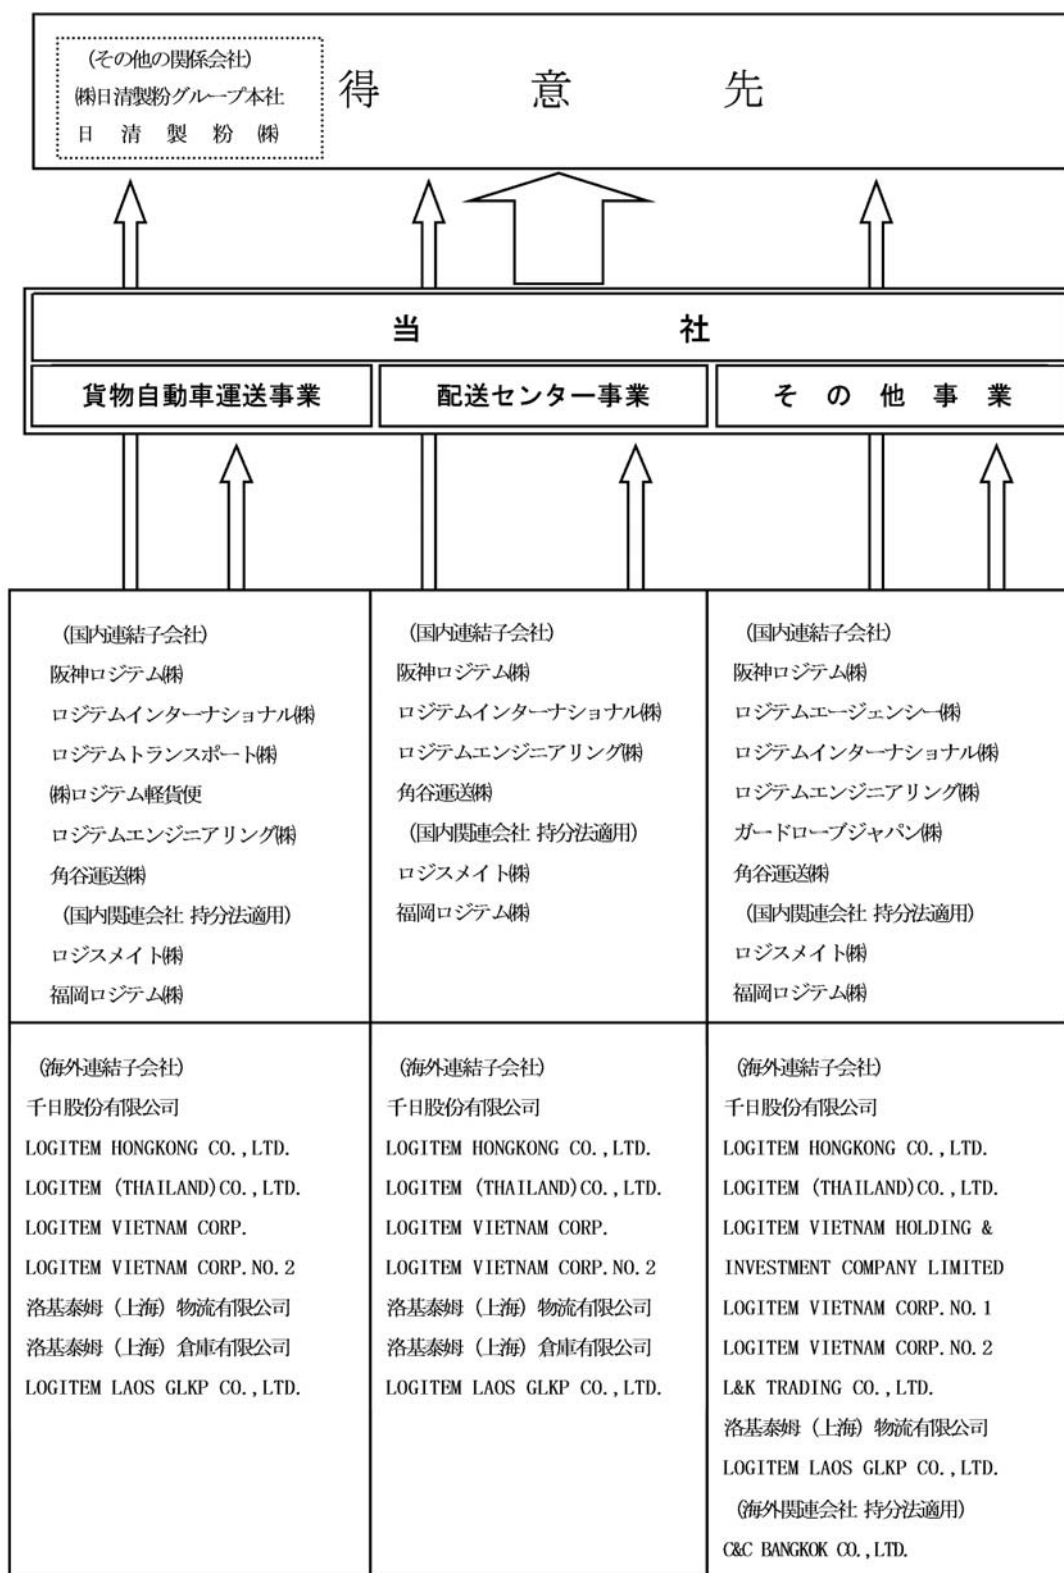 (その他の関係会社)
㈱日清製粉グループ本社
日清製粉㈱
得意先
当社
貨物自動車運送事業
配送センター事業
その他事業
(国内連結子会社)
阪神ロジテム㈱
ロジテムインターナショナル㈱
ロジテムトランスポート㈱
㈱ロジテム軽貨便
ロジテムエンジニアリング㈱
角谷運送㈱
(国内関連会社 持分法適用)
ロジスメイト㈱
福岡ロジテム㈱
(国内連結子会社)
阪神ロジテム㈱
ロジテムインターナショナル㈱
ロジテムエンジニアリング㈱
角谷運送㈱
(国内関連会社 持分法適用)
ロジスメイト㈱
福岡ロジテム㈱
(国内連結子会社)
阪神ロジテム㈱
ロジテムエージェンシー㈱
ロジテムインターナショナル㈱
ロジテムエンジニアリング㈱
ガードローブジャパン㈱
角谷運送㈱
(国内関連会社 持分法適用)
ロジスメイト㈱
福岡ロジテム㈱
(海外連結子会社)
千日股份有限公司
LOGITEM HONGKONG CO.,LTD.
LOGITEM (THAILAND)CO.,LTD.
LOGITEM VIETNAM CORP.
LOGITEM VIETNAM CORP.NO.2
洛基泰姆（上海）物流有限公司
洛基泰姆（上海）倉庫有限公司
LOGITEM LAOS GLKP CO.,LTD.
(海外連結子会社)
千日股份有限公司
LOGITEM HONGKONG CO.,LTD.
LOGITEM (THAILAND)CO.,LTD.
LOGITEM VIETNAM CORP.
LOGITEM VIETNAM CORP.NO.2
洛基泰姆（上海）物流有限公司
洛基泰姆（上海）倉庫有限公司
LOGITEM LAOS GLKP CO.,LTD.
(海外連結子会社)
千日股份有限公司
LOGITEM HONGKONG CO.,LTD.
LOGITEM (THAILAND)CO.,LTD.
LOGITEM VIETNAM HOLDING &
INVESTMENT COMPANY LIMITED
LOGITEM VIETNAM CORP.NO.1
LOGITEM VIETNAM CORP.NO.2
L&K TRADING CO.,LTD.
洛基泰姆（上海）物流有限公司
LOGITEM LAOS GLKP CO.,LTD.
(海外関連会社 持分法適用)
C&C BANGKOK CO.,LTD.